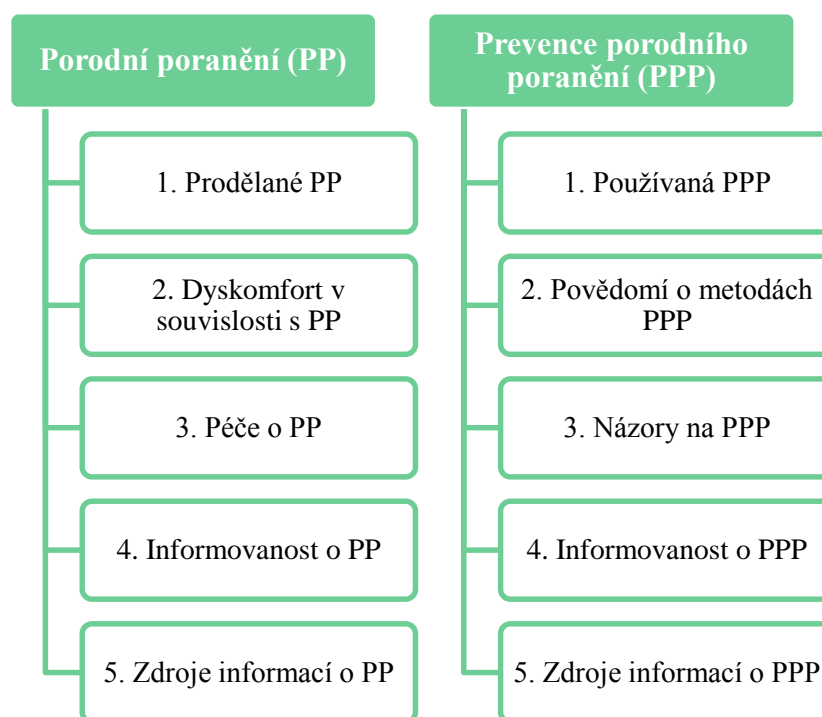 Porodní poranění (PP)
1. Prodělané PP
2. Dyskomfort v
souvislosti s PP
3. Péče o PP
4. Informovanost o PP
5. Zdroje informací o PP
Prevence porodního
poranění (PPP)
1. Používaná PPP
2. Povědomí o metodách
PPP
3. Názory na PPP
4. Informovanost o PPP
5. Zdroje informací o PPP